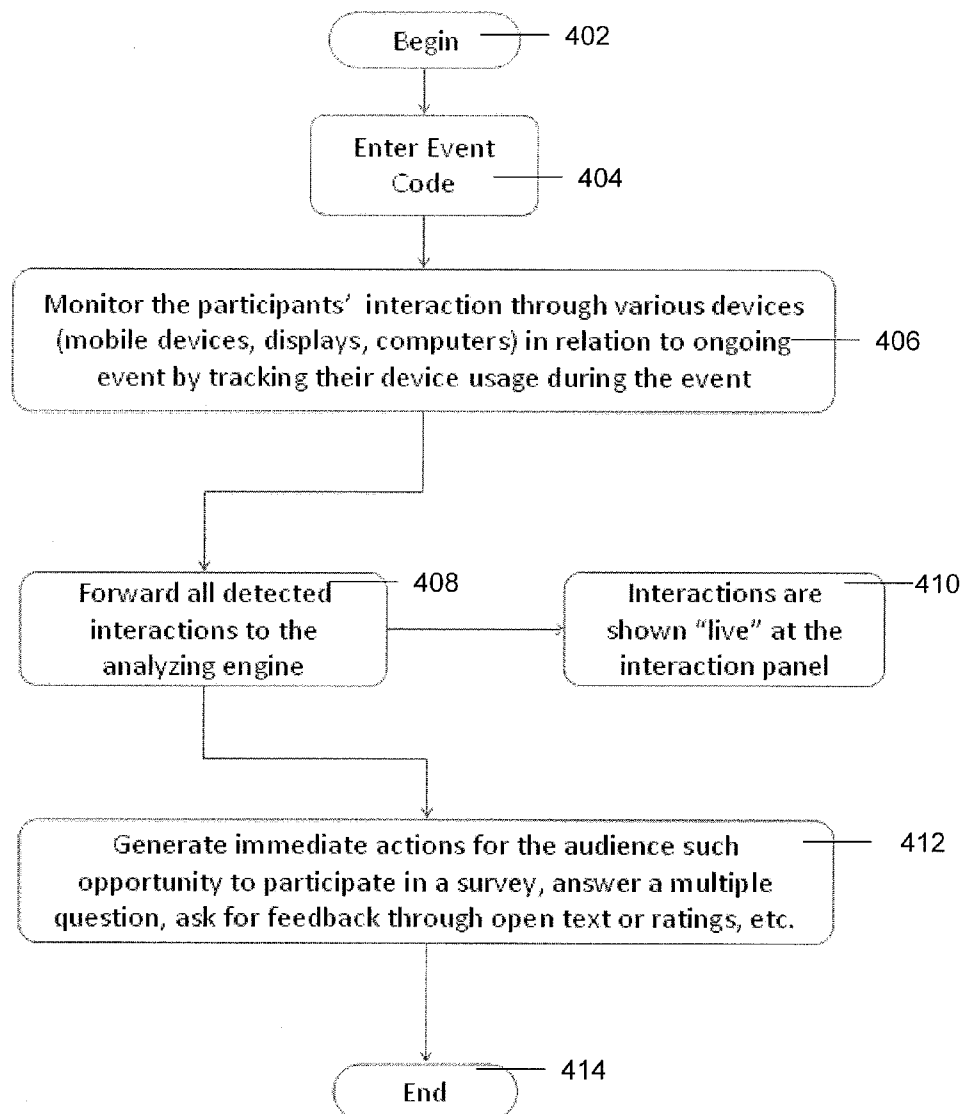 Begin
402
Enter Event
Code
404
Monitor the participants' interaction through various devices
(mobile devices, displays, computers) in relation to ongoing
event by tracking their device usage during the event
406
Forward all detected
interactions to the
analyzing engine
408
Interactions are
shown "live" at the
interaction panel
410
Generate immediate actions for the audience such
opportunity to participate in a survey, answer a multiple
question, ask for feedback through open text or ratings, etc.
412
End
414